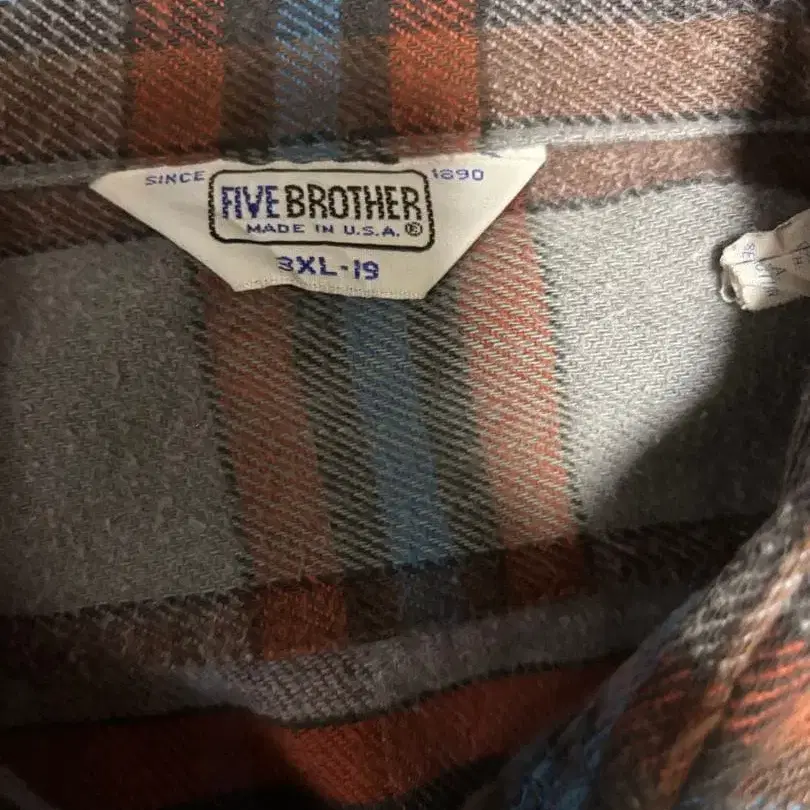 SINCE 1890
FIVE BROTHER
MADE IN U.S.A.®
3XL-19